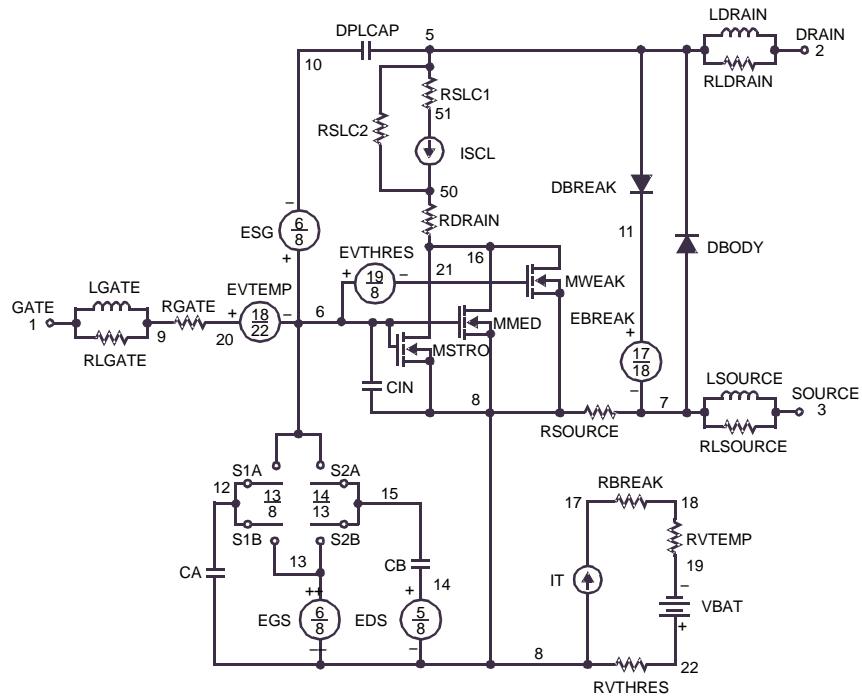 LDRAIN
DPLCAP 5 DRAIN
10 2
RLDRAIN
RSLC1
51
RSLC2
ISCL
50
DBREAK
RDRAIN
ESG 6 8
11
DBODY
EVTHRES 16
+ 19 8 − 21
MWEAK
LGATE
EVTEMP
GATE RGATE 6 MMED EBREAK
1 + 18 22 −
9 20
RLGATE
MSTRO
17 18
CIN
LSOURCE
8 7 SOURCE
3
RSOURCE
RLSOURCE
S1A S2A
12 13 8 14 13 15
RBREAK
17 18
S1B S2B
13
RVTEMP
CA CB 19
14 IT
VBAT
EGS 6 8 EDS 5 8
8 22
RVTHRES